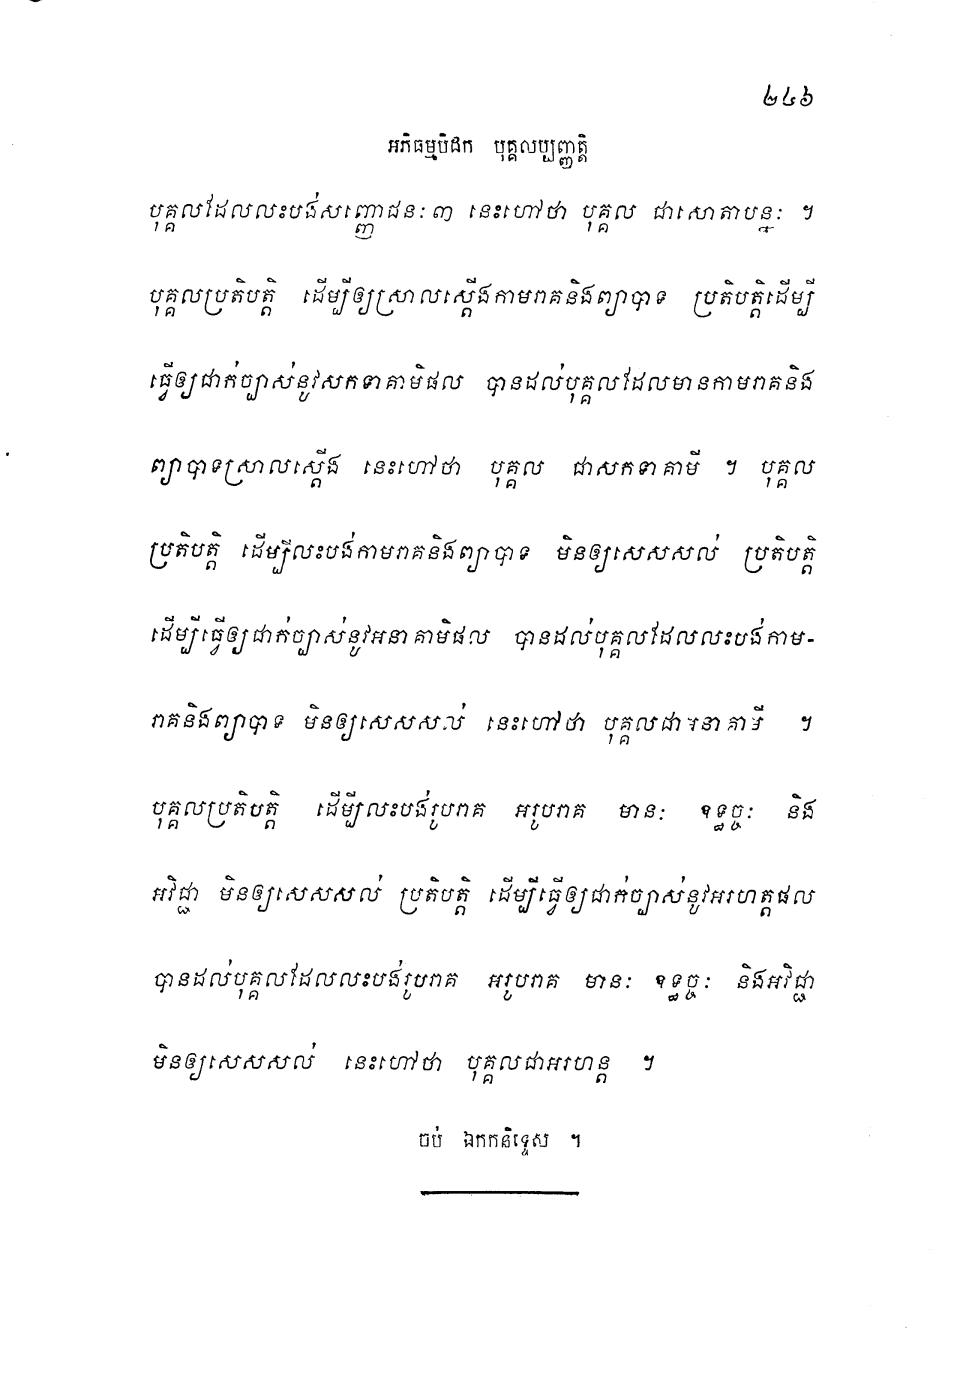 ២៤៦
អភិធម្មបិដក បុគ្គលប្បញ្ញត្តិ
បុគ្គលដែលលះបង់សញ្ញោជនៈ ៣ នេះហៅថា បុគ្គល ជាសោតាបន្នៈ ។
បុគ្គលប្រតិបត្តិ ដើម្បីឲ្យស្រាលស្តើងកាមរាគនិងព្យាបាទ ប្រតិបត្តិដើម្បី
ធ្វើឲ្យជាក់ច្បាស់នូវសកទាគាមិផល បានដល់បុគ្គលដែលមានកាមរាគនិង
ព្យាបាទស្រាលស្តើង នេះហៅថា បុគ្គល ជាសកទាគាមី ។ បុគ្គល
ប្រតិបត្តិ ដើម្បីលះបង់កាមរាគនិងព្យាបាទ មិនឲ្យសេសសល់ ប្រតិបត្តិ
ដើម្បីធ្វើឲ្យជាក់ច្បាស់នូវអនាគាមិផល បានដល់បុគ្គលដែលលះបង់កាម-
រាគនិងព្យាបាទ មិនឲ្យសេសសល់ នេះហៅថា បុគ្គលជាអនាគាមី ។
បុគ្គលប្រតិបត្តិ ដើម្បីលះបង់រូបរាគ អរូបរាគ មានៈ ឧទ្ធច្ចៈ និង
អវិជ្ជា មិនឲ្យសេសសល់ ប្រតិបត្តិ ដើម្បីធ្វើឲ្យជាក់ច្បាស់នូវអរហត្តផល
បានដល់បុគ្គលដែលលះបង់រូបរាគ អរូបរាគ មានៈ ឧទ្ធច្ចៈ និងអវិជ្ជា
មិនឲ្យសេសសល់ នេះហៅថា បុគ្គលជាអរហន្ត ។
ចប់ ឯកកនិទ្ទេស ។